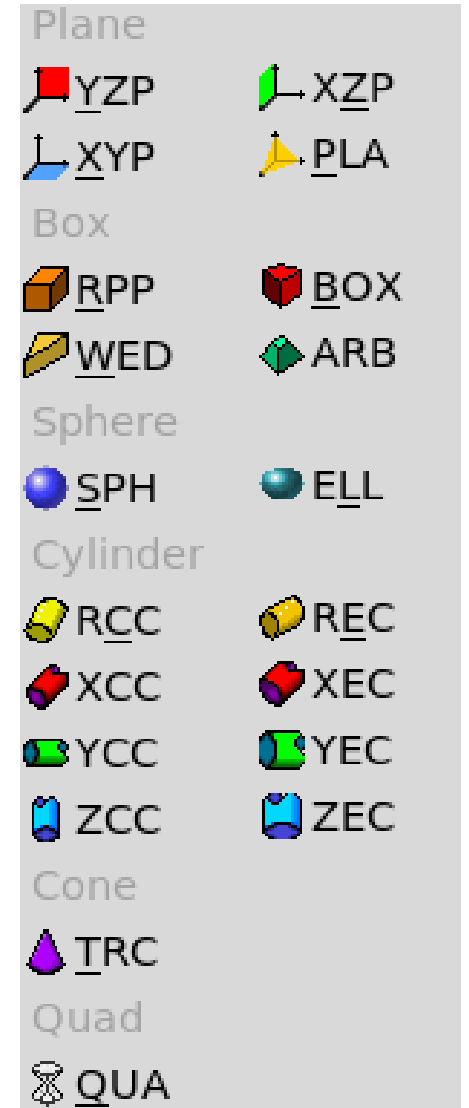 Plane
YZP XZP
XYP PLA
Box
RPP BOX
WED ARB
Sphere
SPH ELL
Cylinder
RCC REC
XCC XEC
YCC YEC
ZCC ZEC
Cone
TRC
Quad
QUA